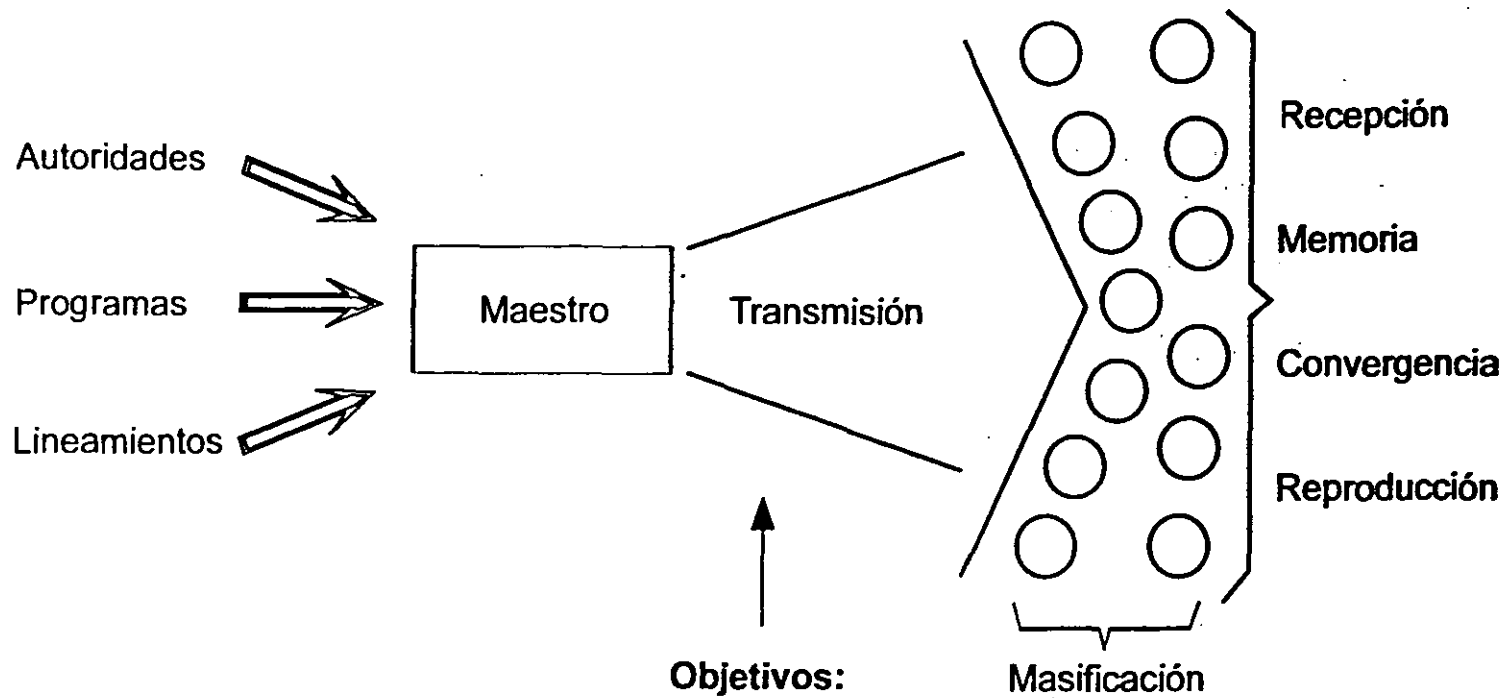 Autoridades
Programas
Lineamientos
Maestro
Transmisión
Recepción
Memoria
Convergencia
Reproducción
Objetivos:
Masificación